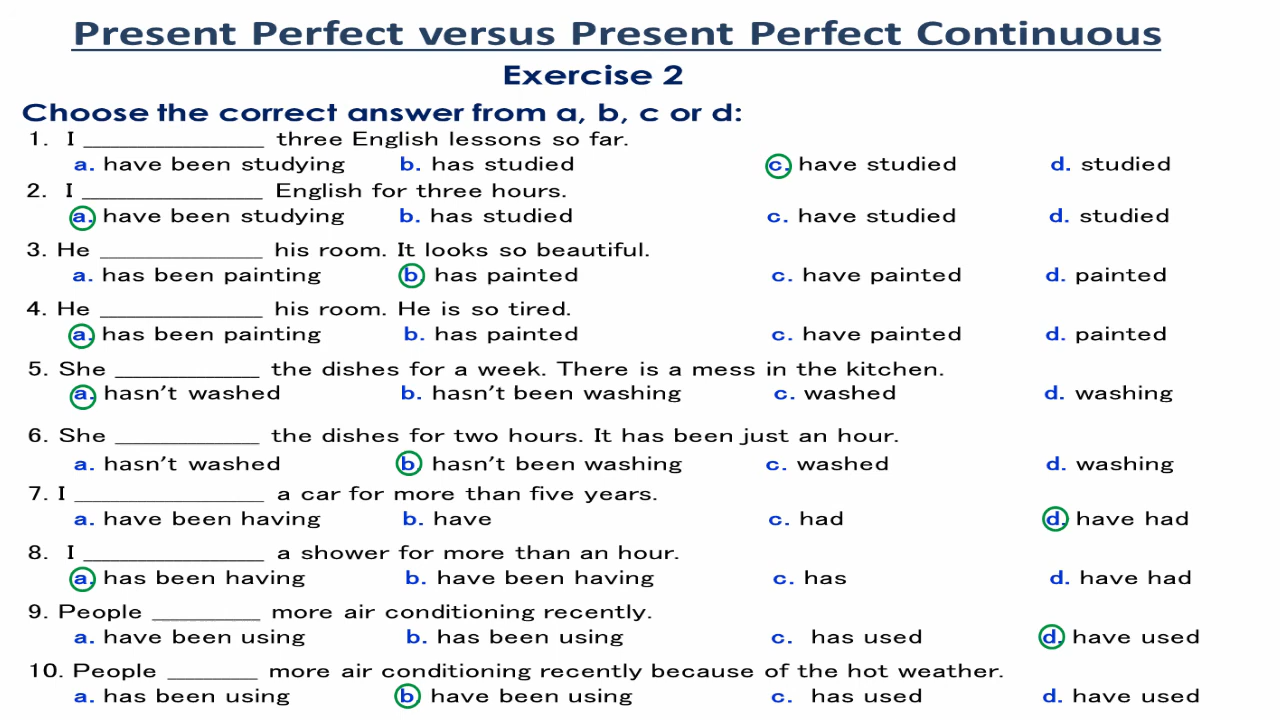 Present Perfect versus Present Perfect Continuous
Exercise 2
Choose the correct answer from a, b, c or d:
1. I _______________ three English lessons so far.
a. have been studying b. has studied c. have studied d. studied
2. I _______________ English for three hours.
a. have been studying b. has studied c. have studied d. studied
3. He ______________ his room. It looks so beautiful.
a. has been painting b has painted c. have painted d. painted
4. He ______________ his room. He is so tired.
a. has been painting b. has painted c. have painted d. painted
5. She ____________ the dishes for a week. There is a mess in the kitchen.
a. hasn't washed b. hasn't been washing c. washed d. washing
6. She ____________ the dishes for two hours. It has been just an hour.
a. hasn't washed b hasn't been washing c. washed d. washing
7. I ________________ a car for more than five years.
a. have been having b. have c. had d. have had
8. I _______________ a shower for more than an hour.
a. has been having b. have been having c. has d. have had
9. People _________ more air conditioning recently.
a. have been using b. has been using c. has used d. have used
10. People ________ more air conditioning recently because of the hot weather.
a. has been using b. have been using c. has used d. have used